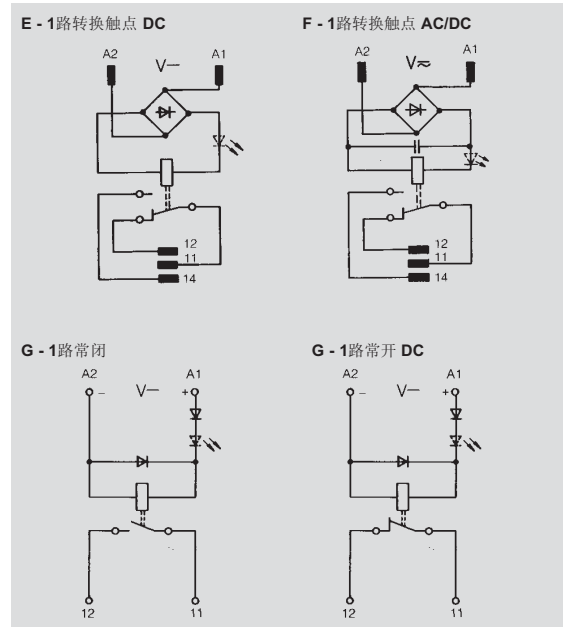 E - 1路转换触点 DC
F - 1路转换触点 AC/DC
A2
V⎓
A1
A2
V≂
A1
12
11
14
12
11
14
G - 1路常闭
G - 1路常开 DC
A2
A1
A2
A1
–
V⎓
+
–
V⎓
+
12
11
12
11